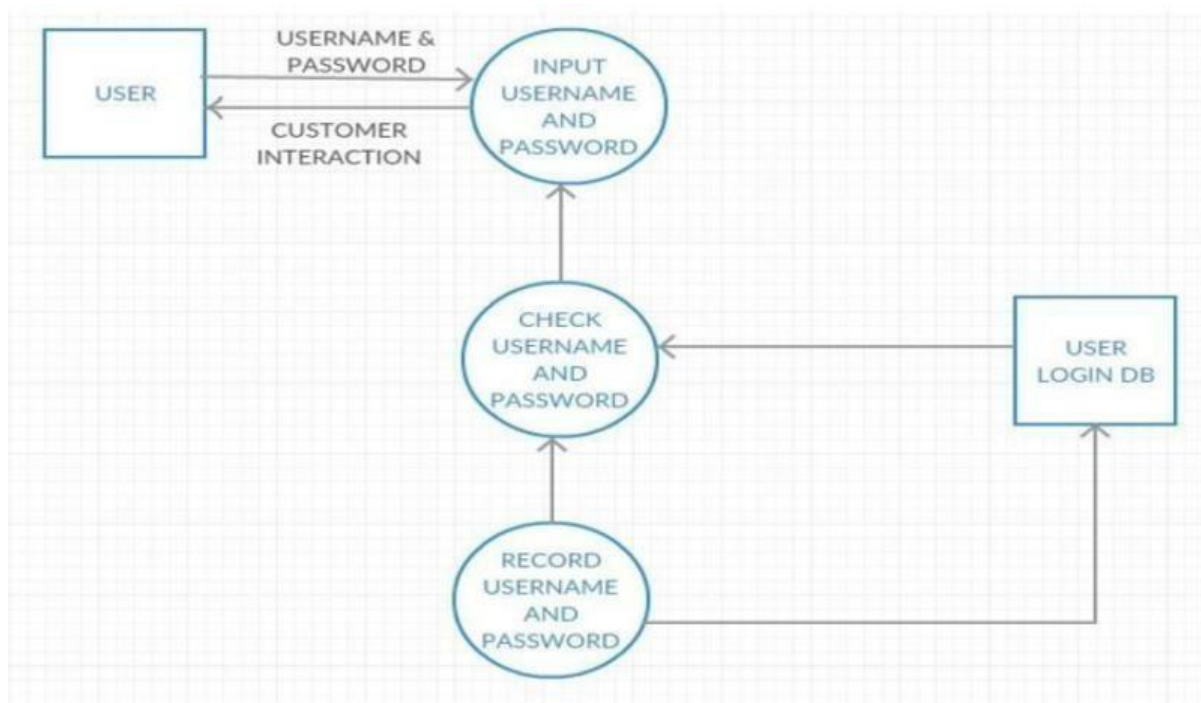 USERNAME &
PASSWORD
USER
INPUT
USERNAME
AND
PASSWORD
CUSTOMER
INTERACTION
CHECK
USERNAME
AND
PASSWORD
USER
LOGIN DB
RECORD
USERNAME
AND
PASSWORD